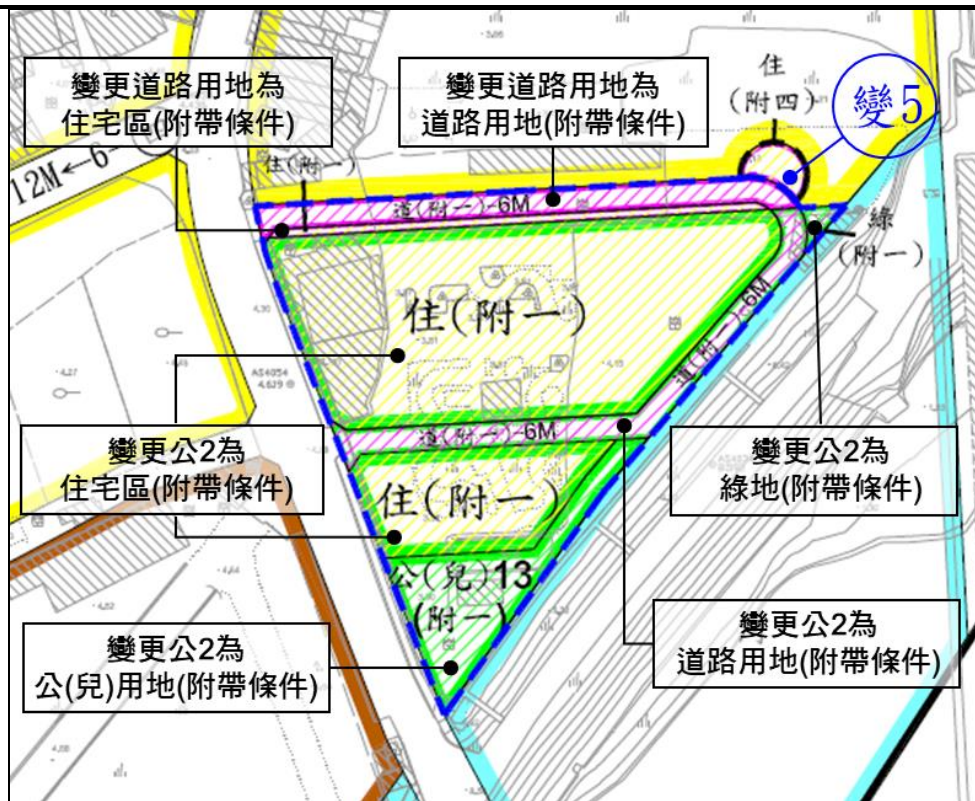 變更道路用地為
住宅區(附帶條件)
變更道路用地為
道路用地(附帶條件)
住
(附四)
變5
12M←6→
住(附一)
道(附一)-6M
綠
(附一)
住(附一)
道(附一)-6M
AS4054
4.629
道(附一)-6M
變更公2為
住宅區(附帶條件)
變更公2為
綠地(附帶條件)
住(附一)
公(兒)13
(附一)
變更公2為
公(兒)用地(附帶條件)
變更公2為
道路用地(附帶條件)